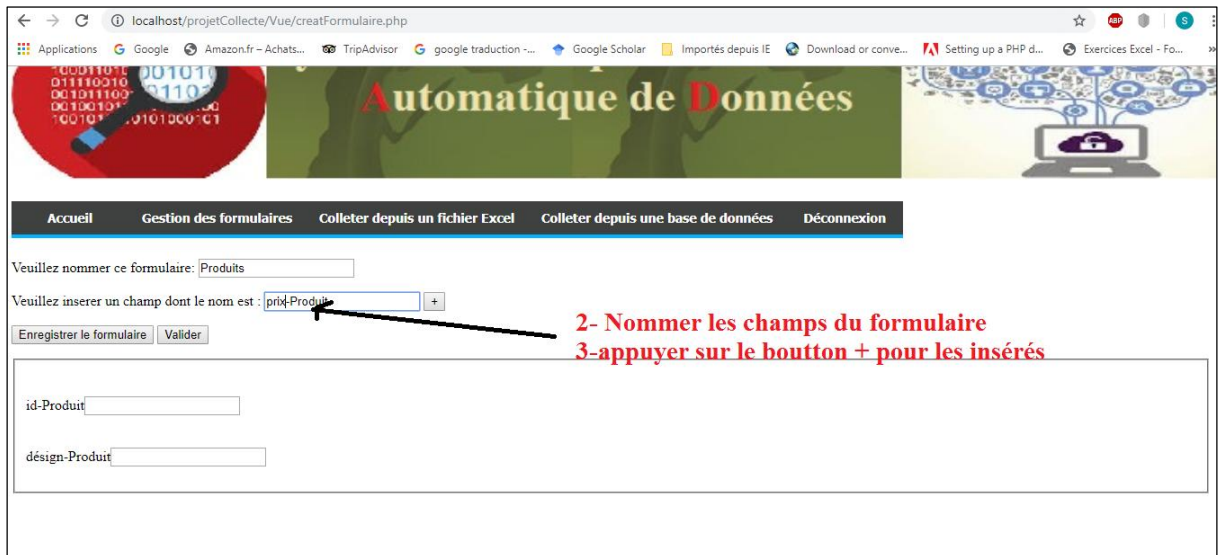 localhost/projetCollecte/Vue/creatFormulaire.php
ABP S
Applications Google Amazon.fr – Achats... TripAdvisor google traduction -... Google Scholar Importés depuis IE Download or conve... Setting up a PHP d... Exercices Excel - Fo... »
Automatique de Données
Accueil Gestion des formulaires Colleter depuis un fichier Excel Colleter depuis une base de données Déconnexion
Veuillez nommer ce formulaire: Produits
Veuillez inserer un champ dont le nom est : prix-Produit +
Enregistrer le formulaire Valider
2- Nommer les champs du formulaire
3-appuyer sur le boutton + pour les insérés
id-Produit
désign-Produit